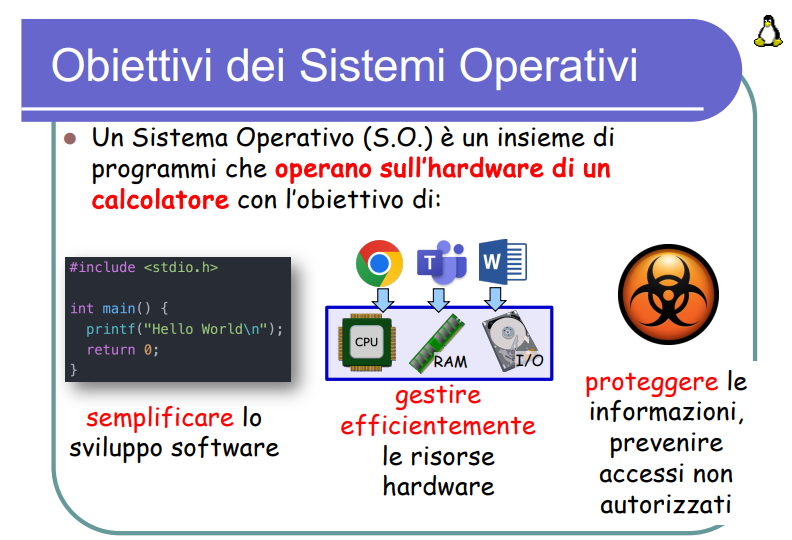 Obiettivi dei Sistemi Operativi
Un Sistema Operativo (S.O.) è un insieme di
programmi che operano sull'hardware di un
calcolatore con l'obiettivo di:
#include <stdio.h>
int main() {
printf("Hello World\n");
return 0;
}
semplificare lo
sviluppo software
T
W
CPU
RAM
I/O
gestire
efficientemente
le risorse
hardware
proteggere le
informazioni,
prevenire
accessi non
autorizzati